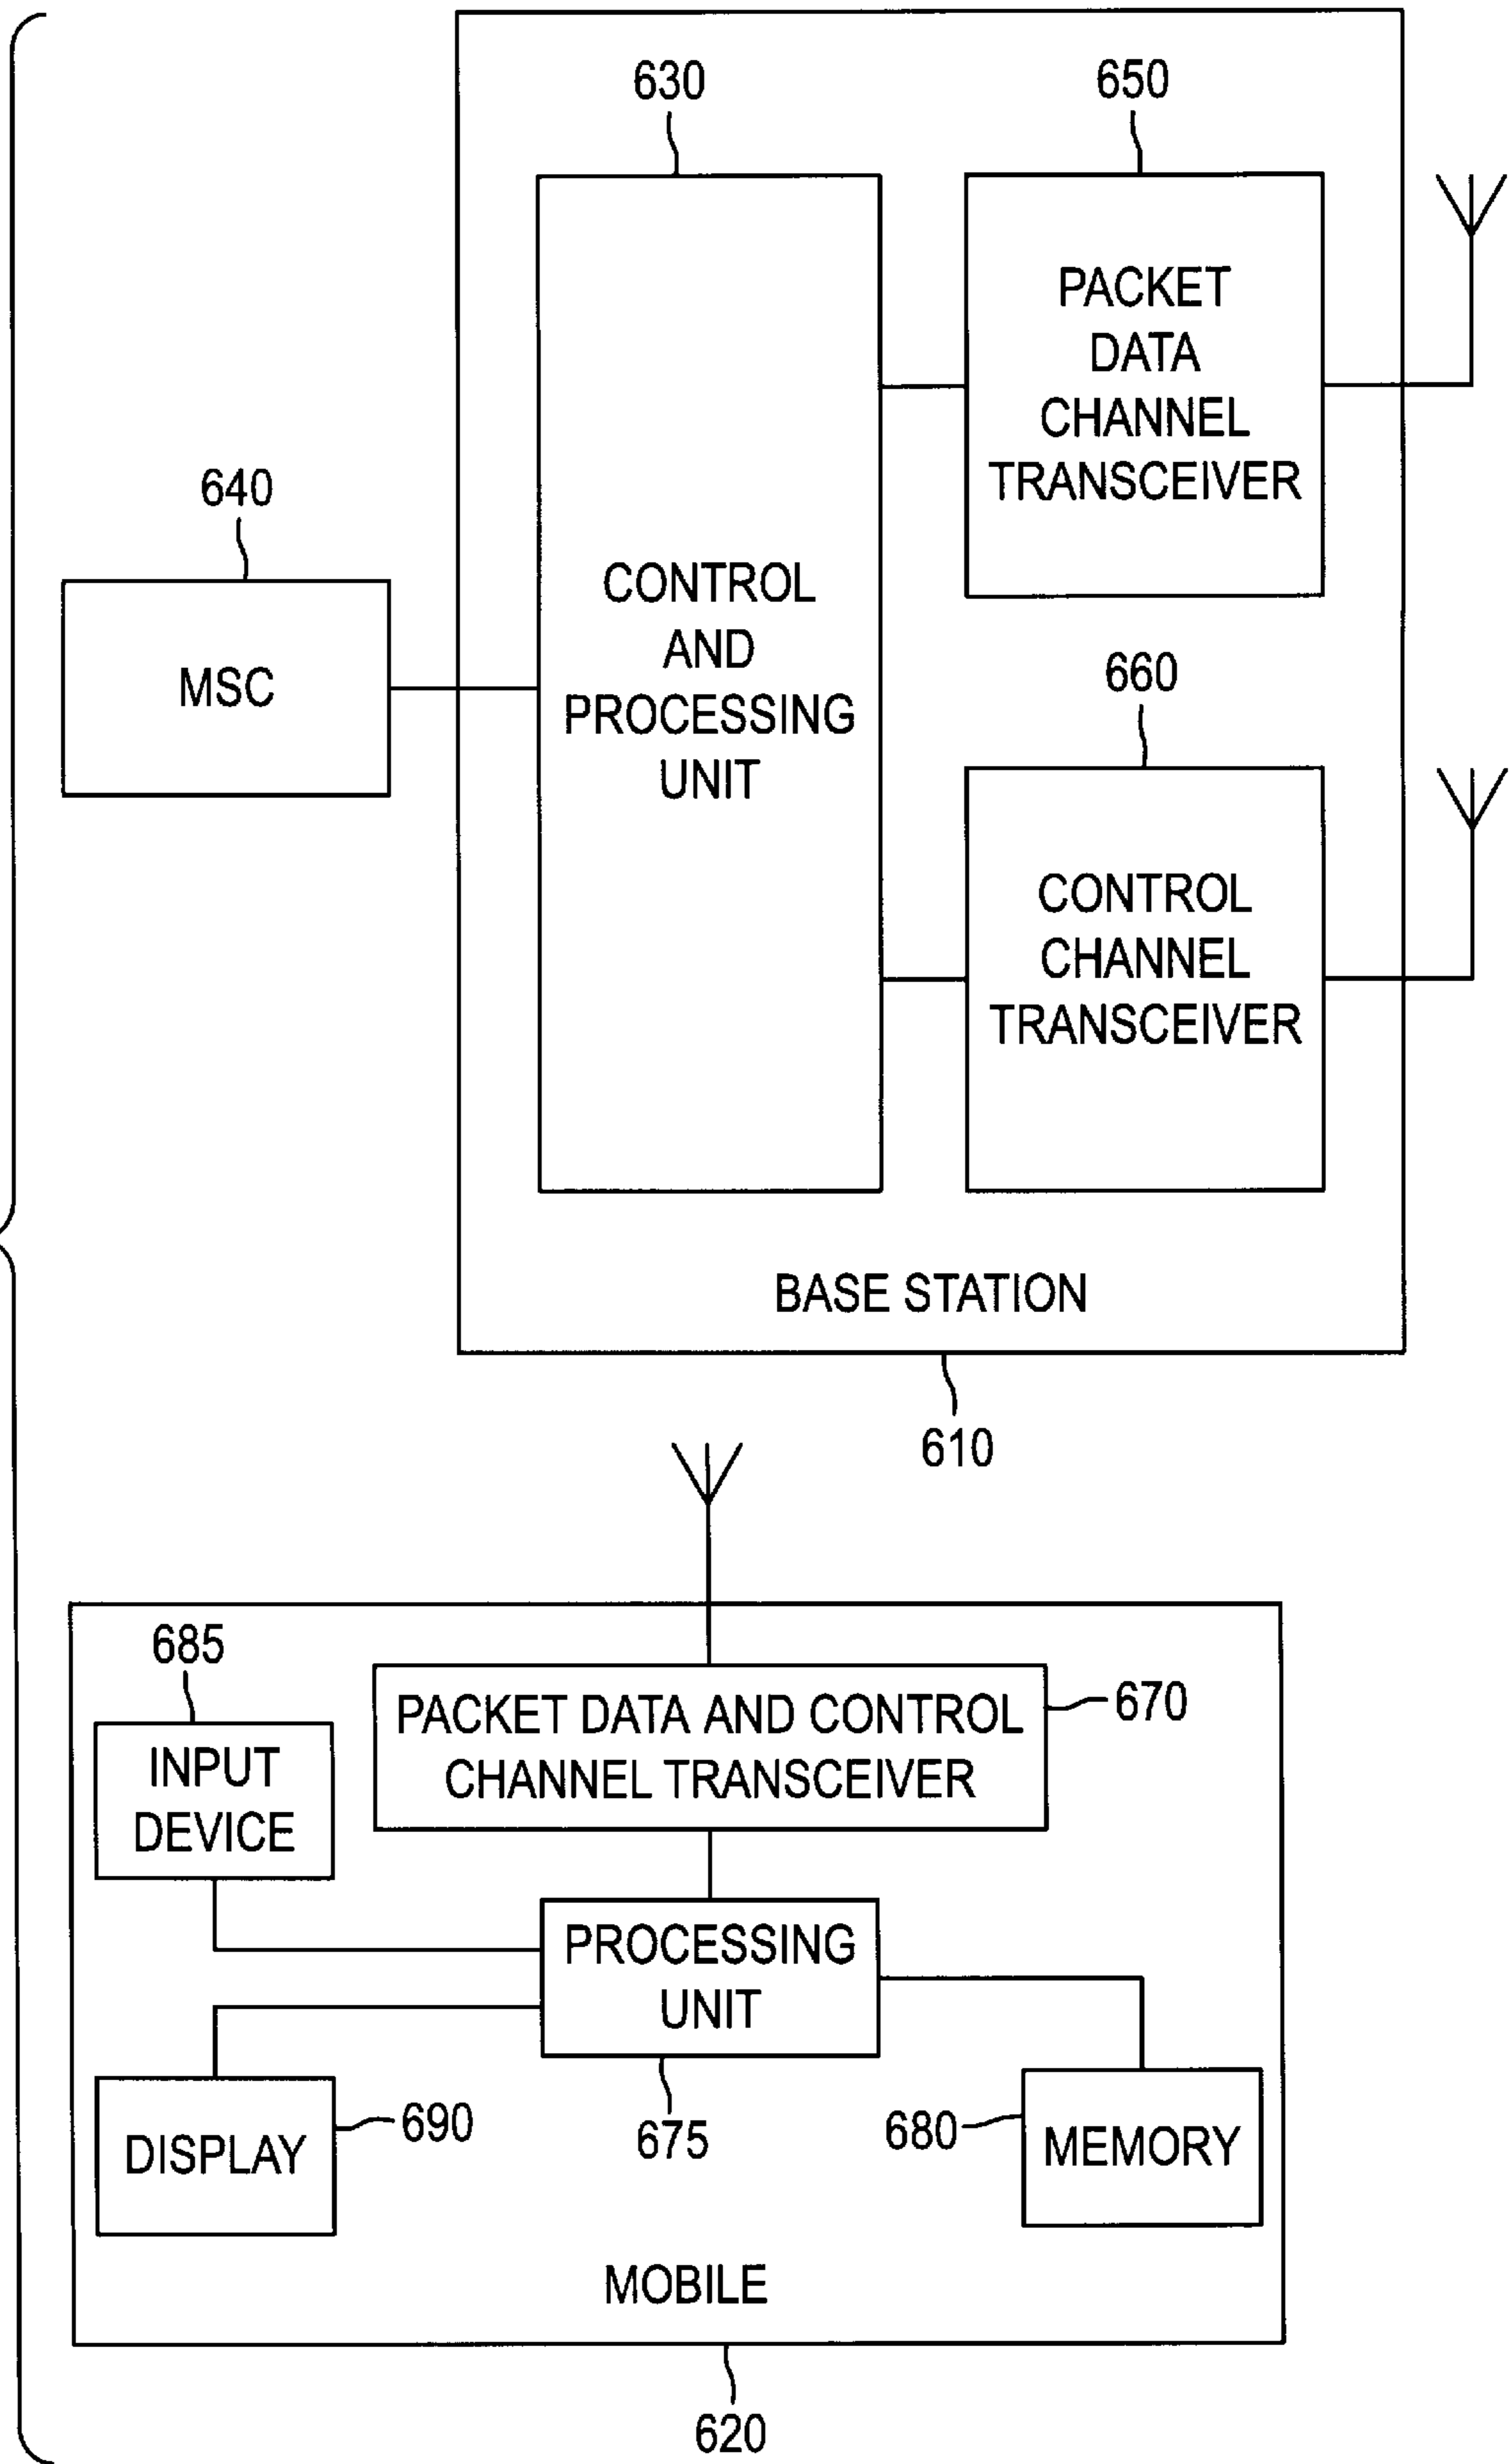 630
650
PACKET
DATA
CHANNEL
TRANSCEIVER
640
MSC
CONTROL
AND
PROCESSING
UNIT
660
CONTROL
CHANNEL
TRANSCEIVER
BASE STATION
610
685
INPUT
DEVICE
PACKET DATA AND CONTROL
CHANNEL TRANSCEIVER
670
PROCESSING
UNIT
675
DISPLAY
690
680
MEMORY
MOBILE
620